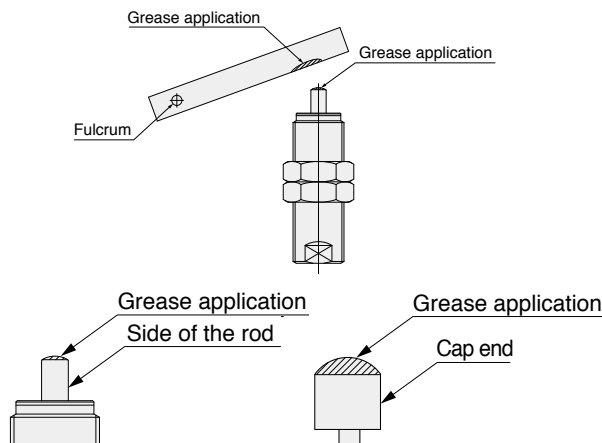 Grease application
Grease application
Fulcrum
Grease application
Side of the rod
Grease application
Cap end